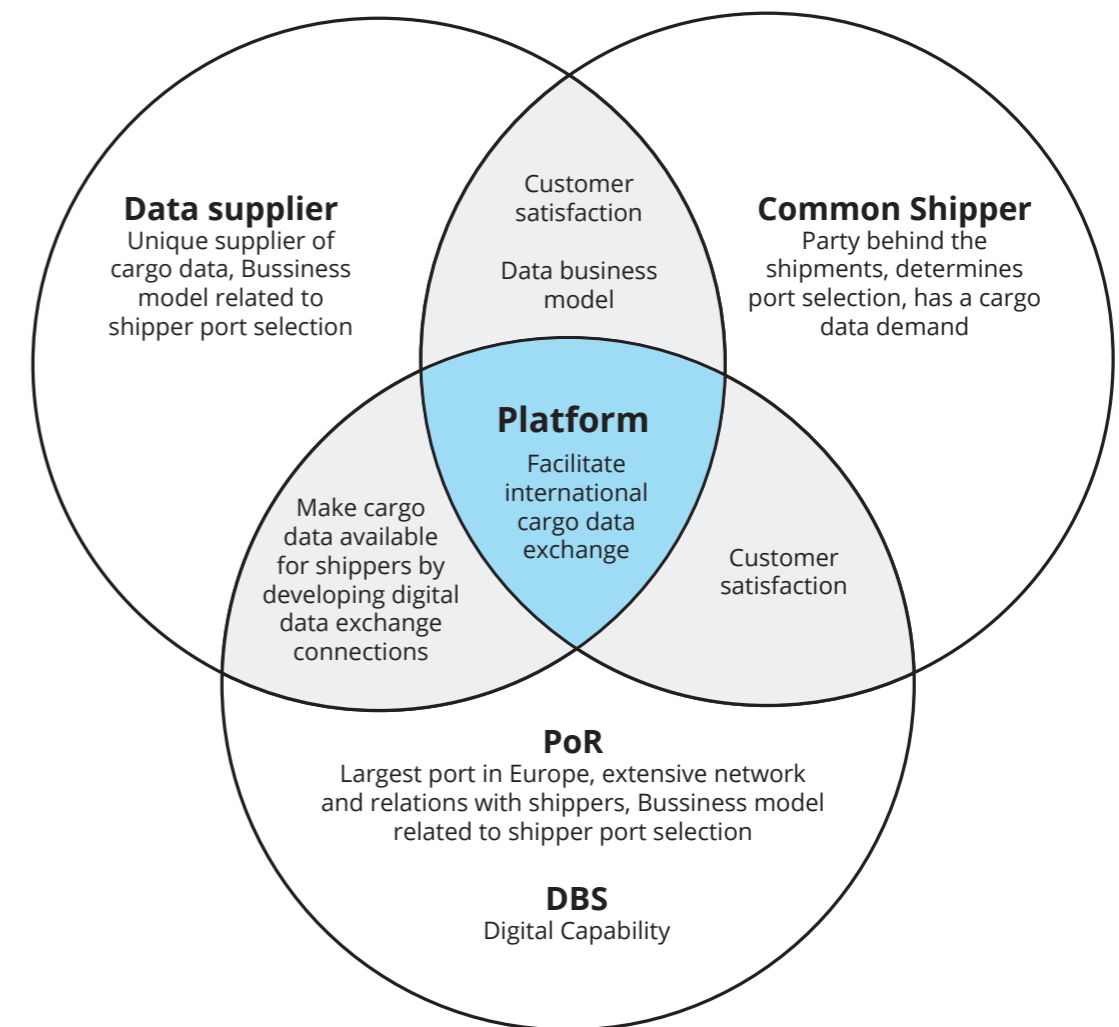 Data supplier
Unique supplier of
cargo data, Bussiness
model related to
shipper port selection
Customer
satisfaction
Data business
model
Common Shipper
Party behind the
shipments, determines
port selection, has a cargo
data demand
Platform
Facilitate
international
cargo data
exchange
Make cargo
data available
for shippers by
developing digital
data exchange
connections
Customer
satisfaction
PoR
Largest port in Europe, extensive network
and relations with shippers, Bussiness model
related to shipper port selection
DBS
Digital Capability